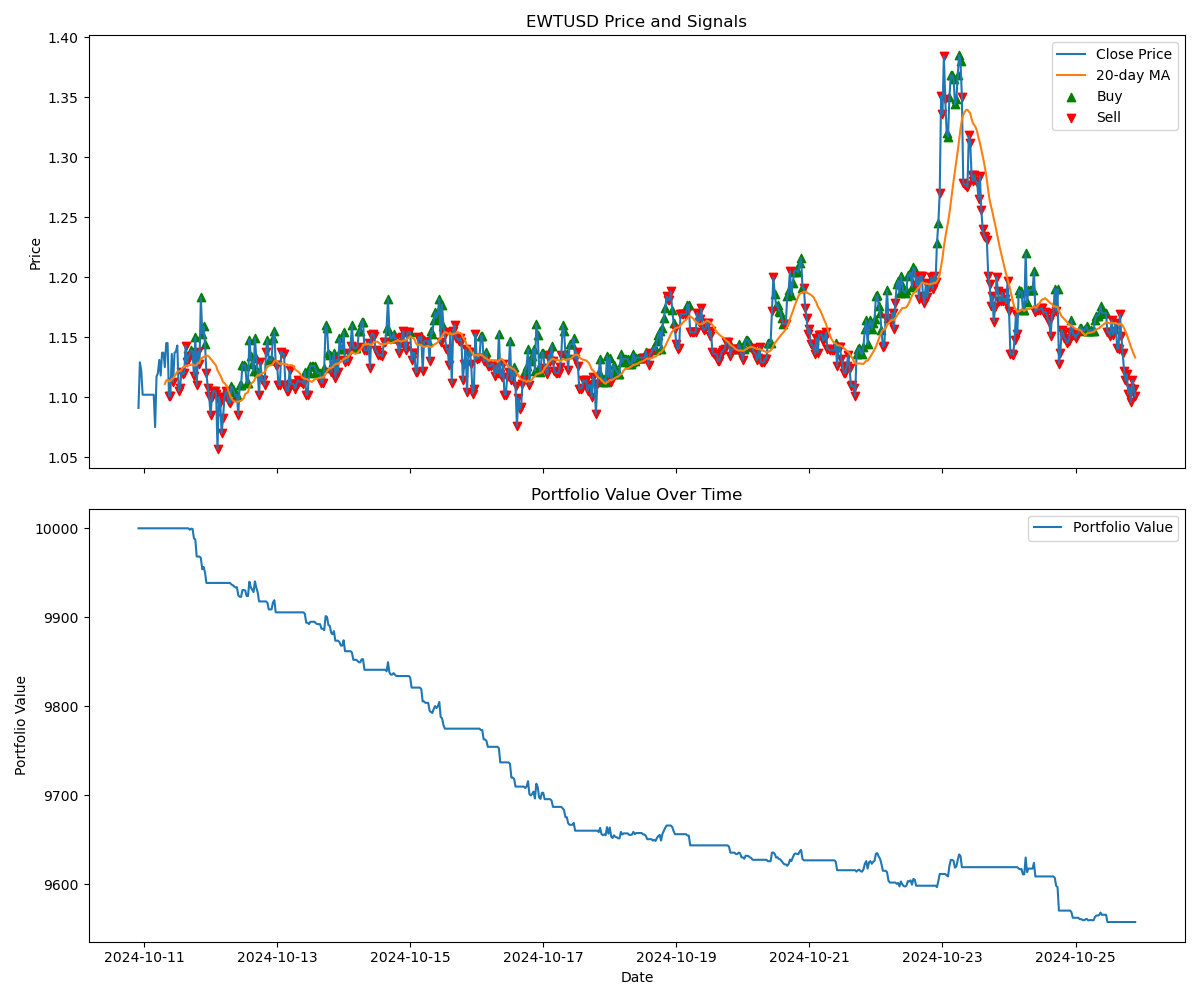 EWTUSD Price and Signals
1.40
1.35
1.30
1.25
1.20
1.15
1.10
1.05
Price
Close Price
20-day MA
Buy
Sell
Portfolio Value Over Time
10000
9900
9800
9700
9600
Portfolio Value
Portfolio Value
2024-10-11
2024-10-13
2024-10-15
2024-10-17
2024-10-19
2024-10-21
2024-10-23
2024-10-25
Date